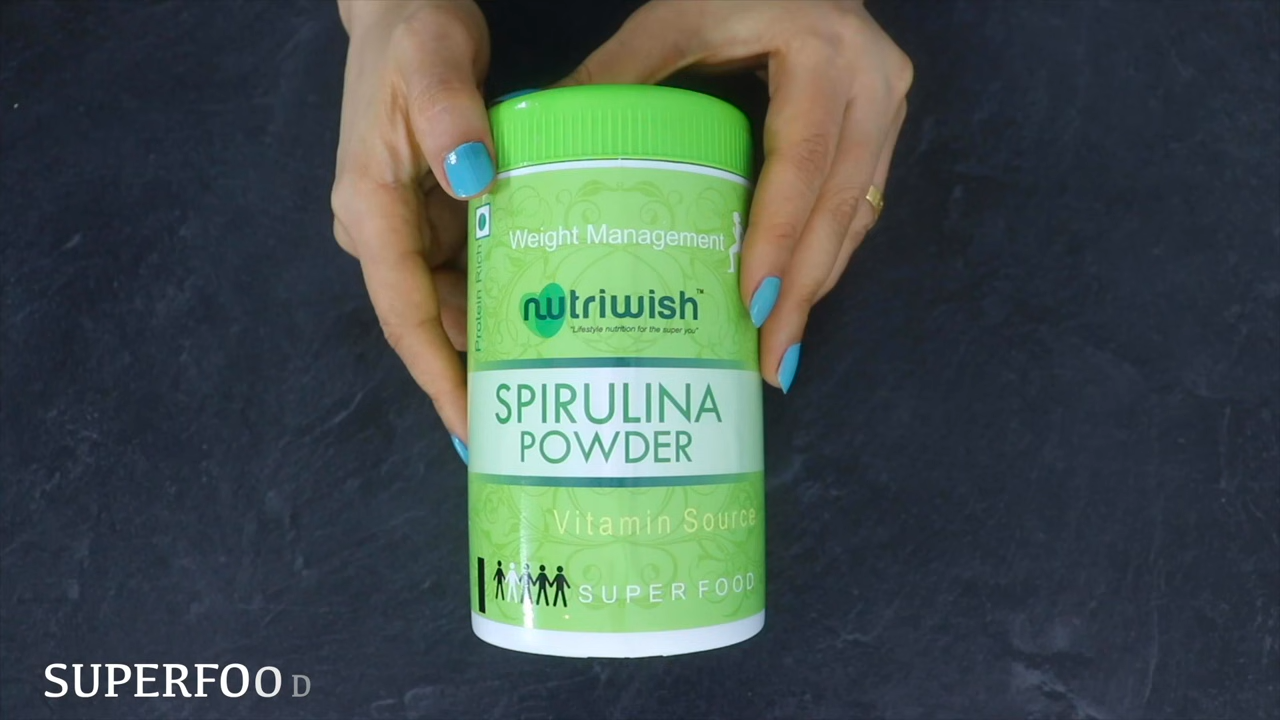 Weight Management
Protein Rich
nutriwish™
"Lifestyle nutrition for the super you"
SPIRULINA
POWDER
Vitamin Source
SUPER FOOD
SUPERFOOD